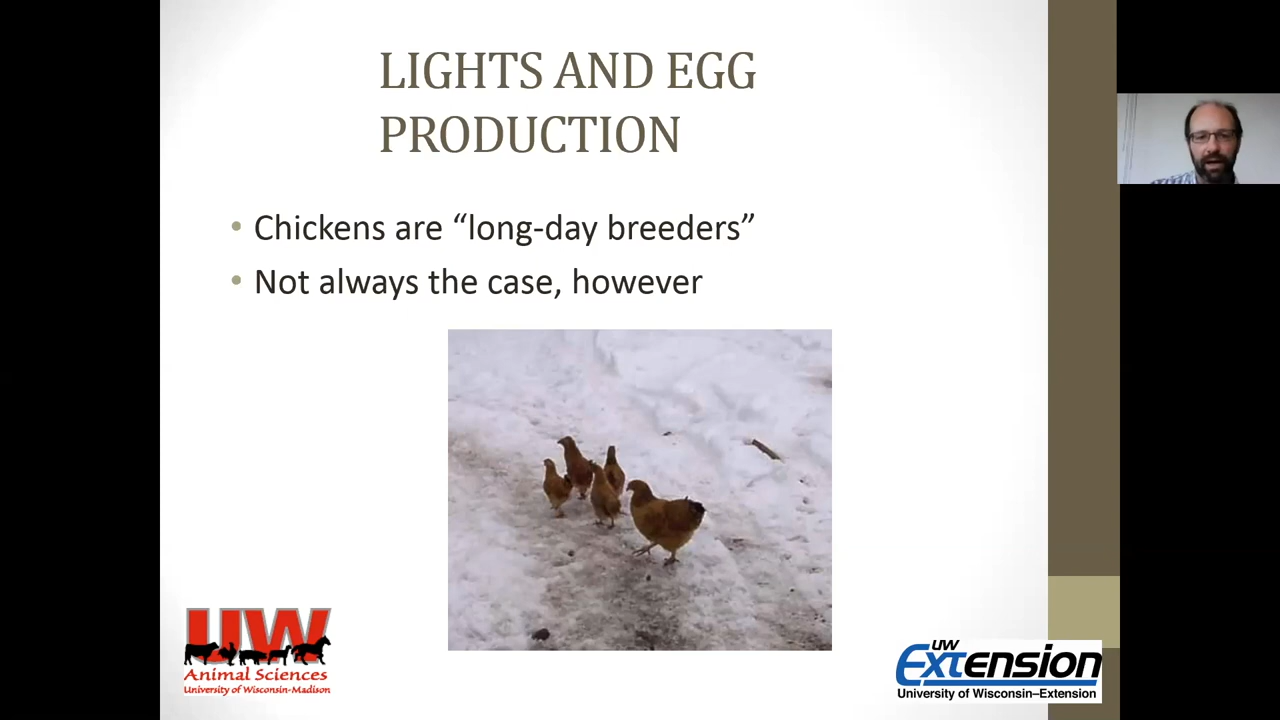 LIGHTS AND EGG
PRODUCTION
• Chickens are “long-day breeders”
• Not always the case, however
UW
Animal Sciences
University of Wisconsin-Madison
UW
Extension
University of Wisconsin–Extension